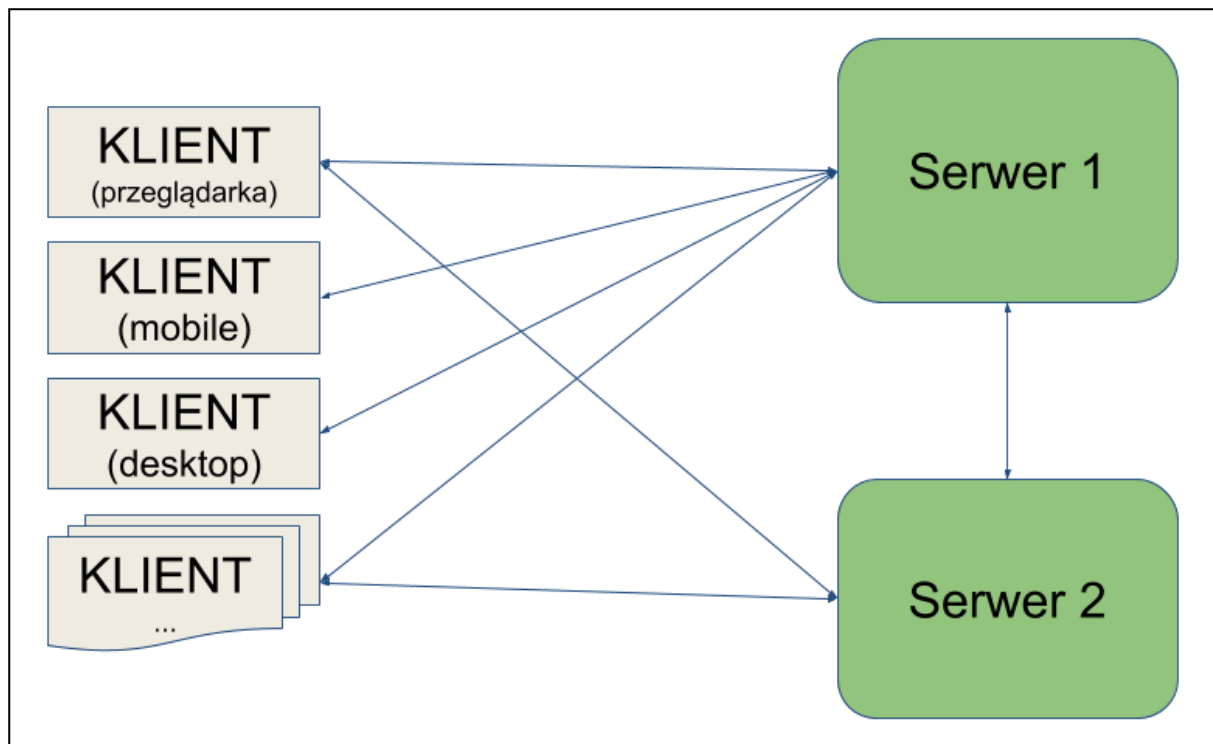 KLIENT
(przeglądarka)
KLIENT
(mobile)
KLIENT
(desktop)
KLIENT
...
Serwer 1
Serwer 2